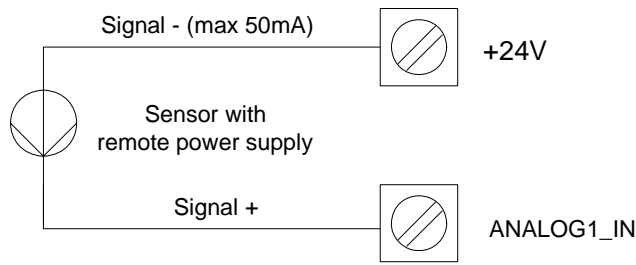 Signal - (max 50mA)
+24V
Sensor with
remote power supply
Signal +
ANALOG1_IN